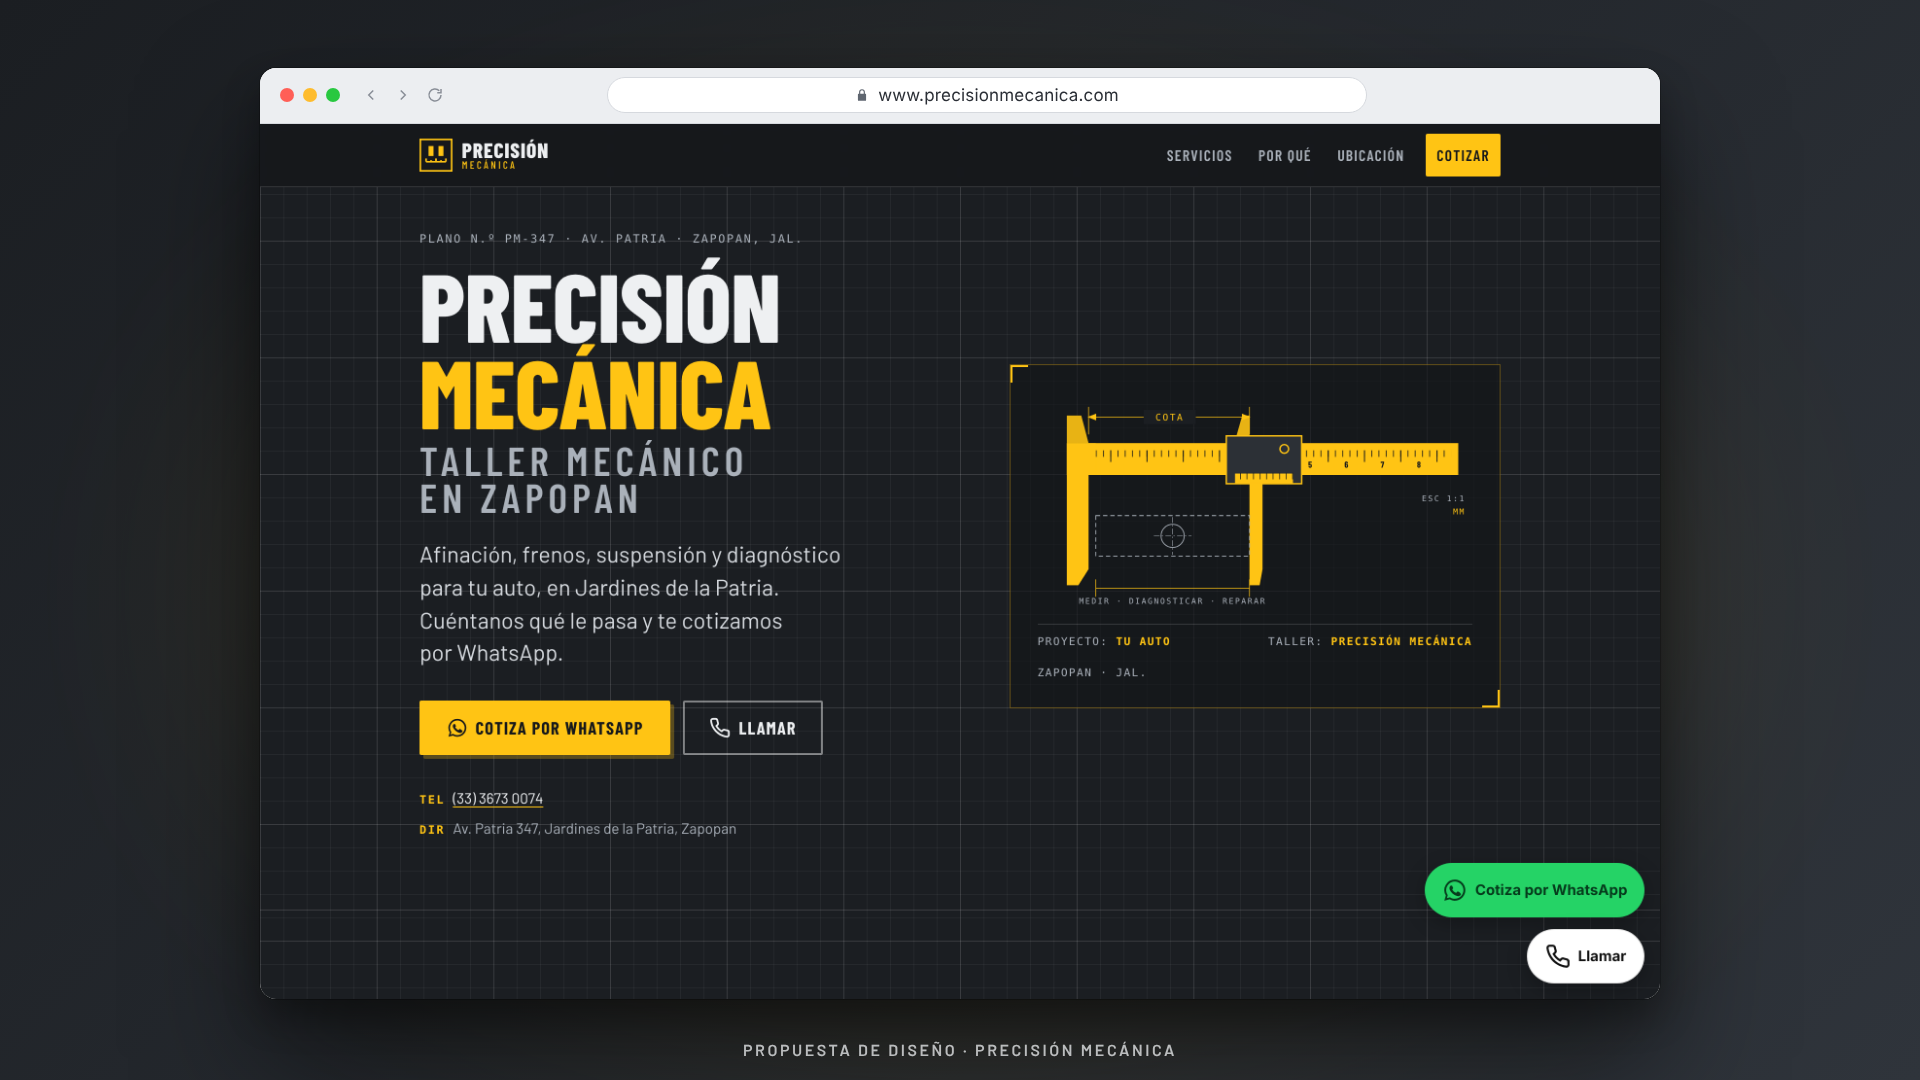 www.precisionmecanica.com
PRECISIÓN
MECÁNICA
SERVICIOS
POR QUÉ
UBICACIÓN
COTIZAR
PLANO N.º PM-347 · AV. PATRIA · ZAPOPAN, JAL.
PRECISIÓN
MECÁNICA
TALLER MECÁNICO
EN ZAPOPAN
Afinación, frenos, suspensión y diagnóstico
para tu auto, en Jardines de la Patria.
Cuéntanos qué le pasa y te cotizamos
por WhatsApp.
COTIZA POR WHATSAPP
LLAMAR
TEL (33) 3673 0074
DIR Av. Patria 347, Jardines de la Patria, Zapopan
COTA
5 6 7 8
ESC 1:1
MM
MEDIR · DIAGNOSTICAR · REPARAR
PROYECTO: TU AUTO
TALLER: PRECISIÓN MECÁNICA
ZAPOPAN · JAL.
Cotiza por WhatsApp
Llamar
PROPUESTA DE DISEÑO · PRECISIÓN MECÁNICA